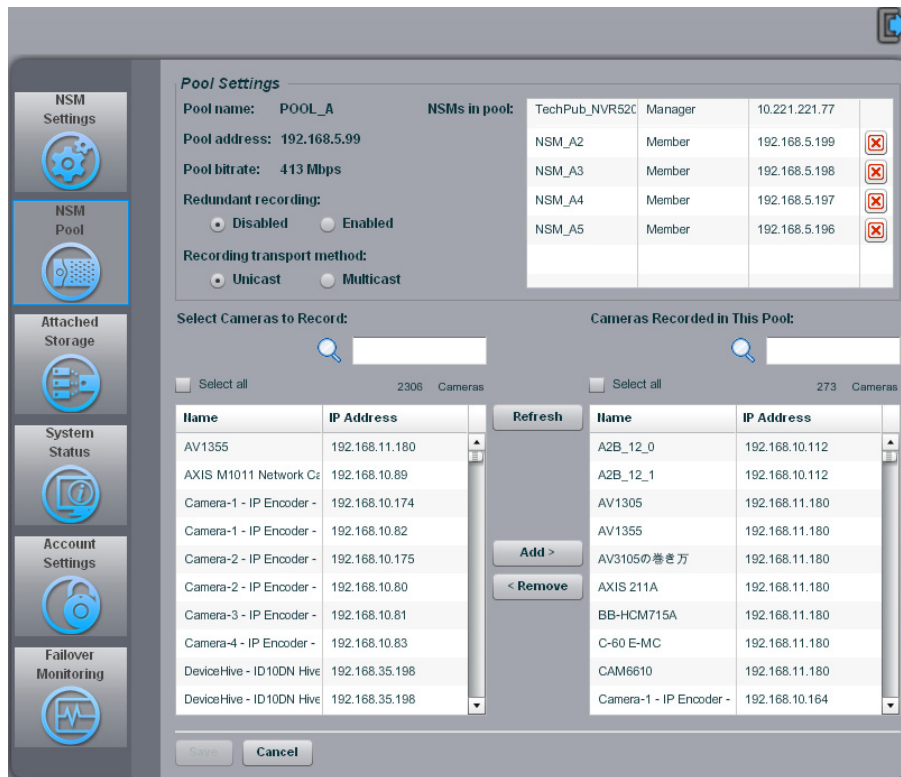 NSM
Settings
NSM
Pool
Attached
Storage
System
Status
Account
Settings
Failover
Monitoring
Pool Settings
Pool name: POOL_A
Pool address: 192.168.5.99
Pool bitrate: 413 Mbps
Redundant recording:
Disabled Enabled
Recording transport method:
Unicast Multicast
NSMs in pool:
TechPub_NVR520 Manager 10.221.221.77
NSM_A2 Member 192.168.5.199
NSM_A3 Member 192.168.5.198
NSM_A4 Member 192.168.5.197
NSM_A5 Member 192.168.5.196
Select Cameras to Record:
Select all 2306 Cameras
Name IP Address
AV1355 192.168.11.180
AXIS M1011 Network Ca 192.168.10.89
Camera-1 - IP Encoder - 192.168.10.174
Camera-1 - IP Encoder - 192.168.10.82
Camera-2 - IP Encoder - 192.168.10.175
Camera-2 - IP Encoder - 192.168.10.80
Camera-3 - IP Encoder - 192.168.10.81
Camera-4 - IP Encoder - 192.168.10.83
DeviceHive - ID10DN Hive 192.168.35.198
DeviceHive - ID10DN Hive 192.168.35.198
Refresh
Add >
< Remove
Cameras Recorded in This Pool:
Select all 273 Cameras
Name IP Address
A2B_12_0 192.168.10.112
A2B_12_1 192.168.10.112
AV1305 192.168.11.180
AV1355 192.168.11.180
AV3105の巻き万 192.168.11.180
AXIS 211A 192.168.11.180
BB-HCM715A 192.168.11.180
C-60 E-MC 192.168.11.180
CAM6610 192.168.11.180
Camera-1 - IP Encoder - 192.168.10.164
Save Cancel